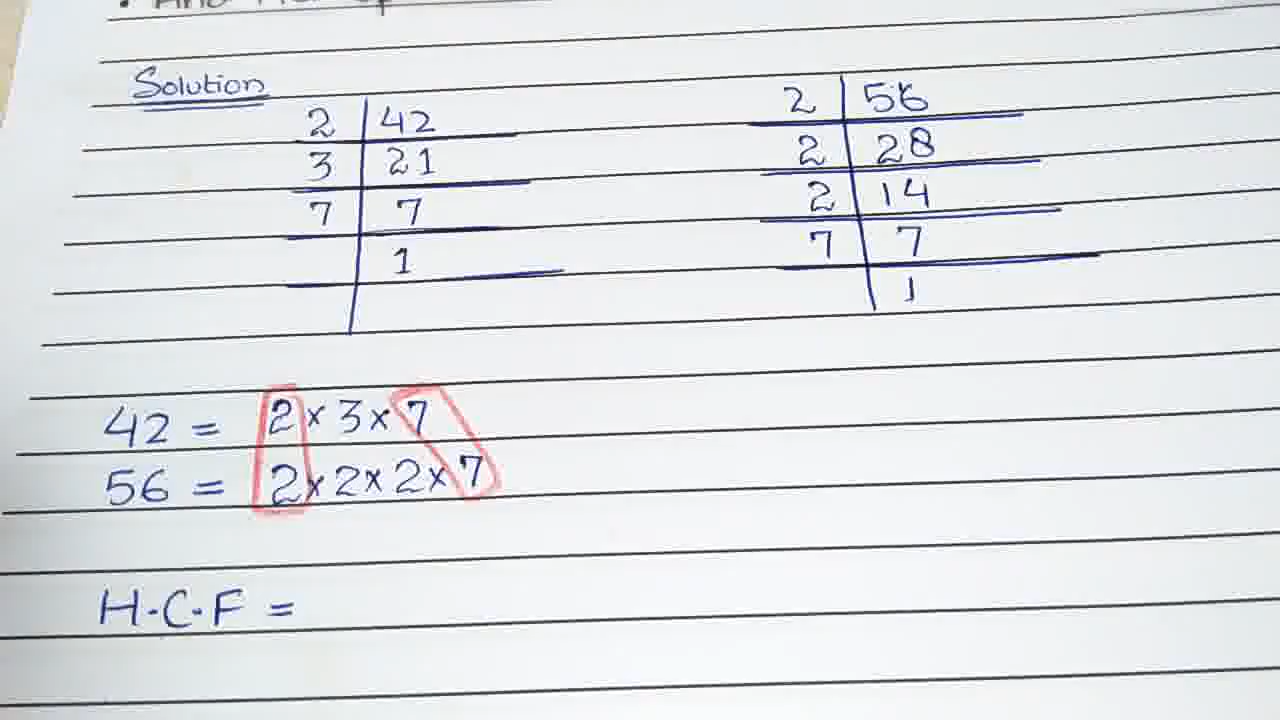 Solution
2 | 42
3 | 21
7 | 7
1
2 | 56
2 | 28
2 | 14
7 | 7
1
42 = 2 × 3 × 7
56 = 2 × 2 × 2 × 7
H.C.F =